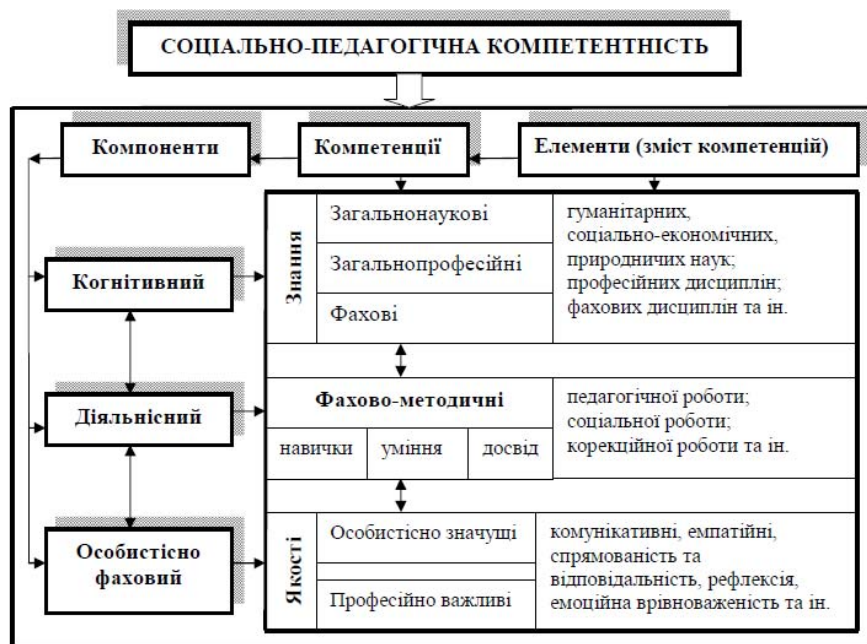 СОЦІАЛЬНО-ПЕДАГОГІЧНА КОМПЕТЕНТНІСТЬ
Компоненти
Компетенції
Елементи (зміст компетенцій)
Когнитивний
Знання
Загальнонаукові
Загальнопрофесійні
Фахові
гуманітарних,
соціально-економічних,
природничих наук;
професійних дисциплін;
фахових дисциплін та ін.
Діяльнісний
Фахово-методичні
навички
уміння
досвід
педагогічної роботи;
соціальної роботи;
корекційної роботи та ін.
Особистісно
фаховий
Якості
Особистісно значущі
Професійно важливі
комунікативні, емпатійні,
спрямованість та
відповідальність, рефлексія,
емоційна врівноваженість та ін.